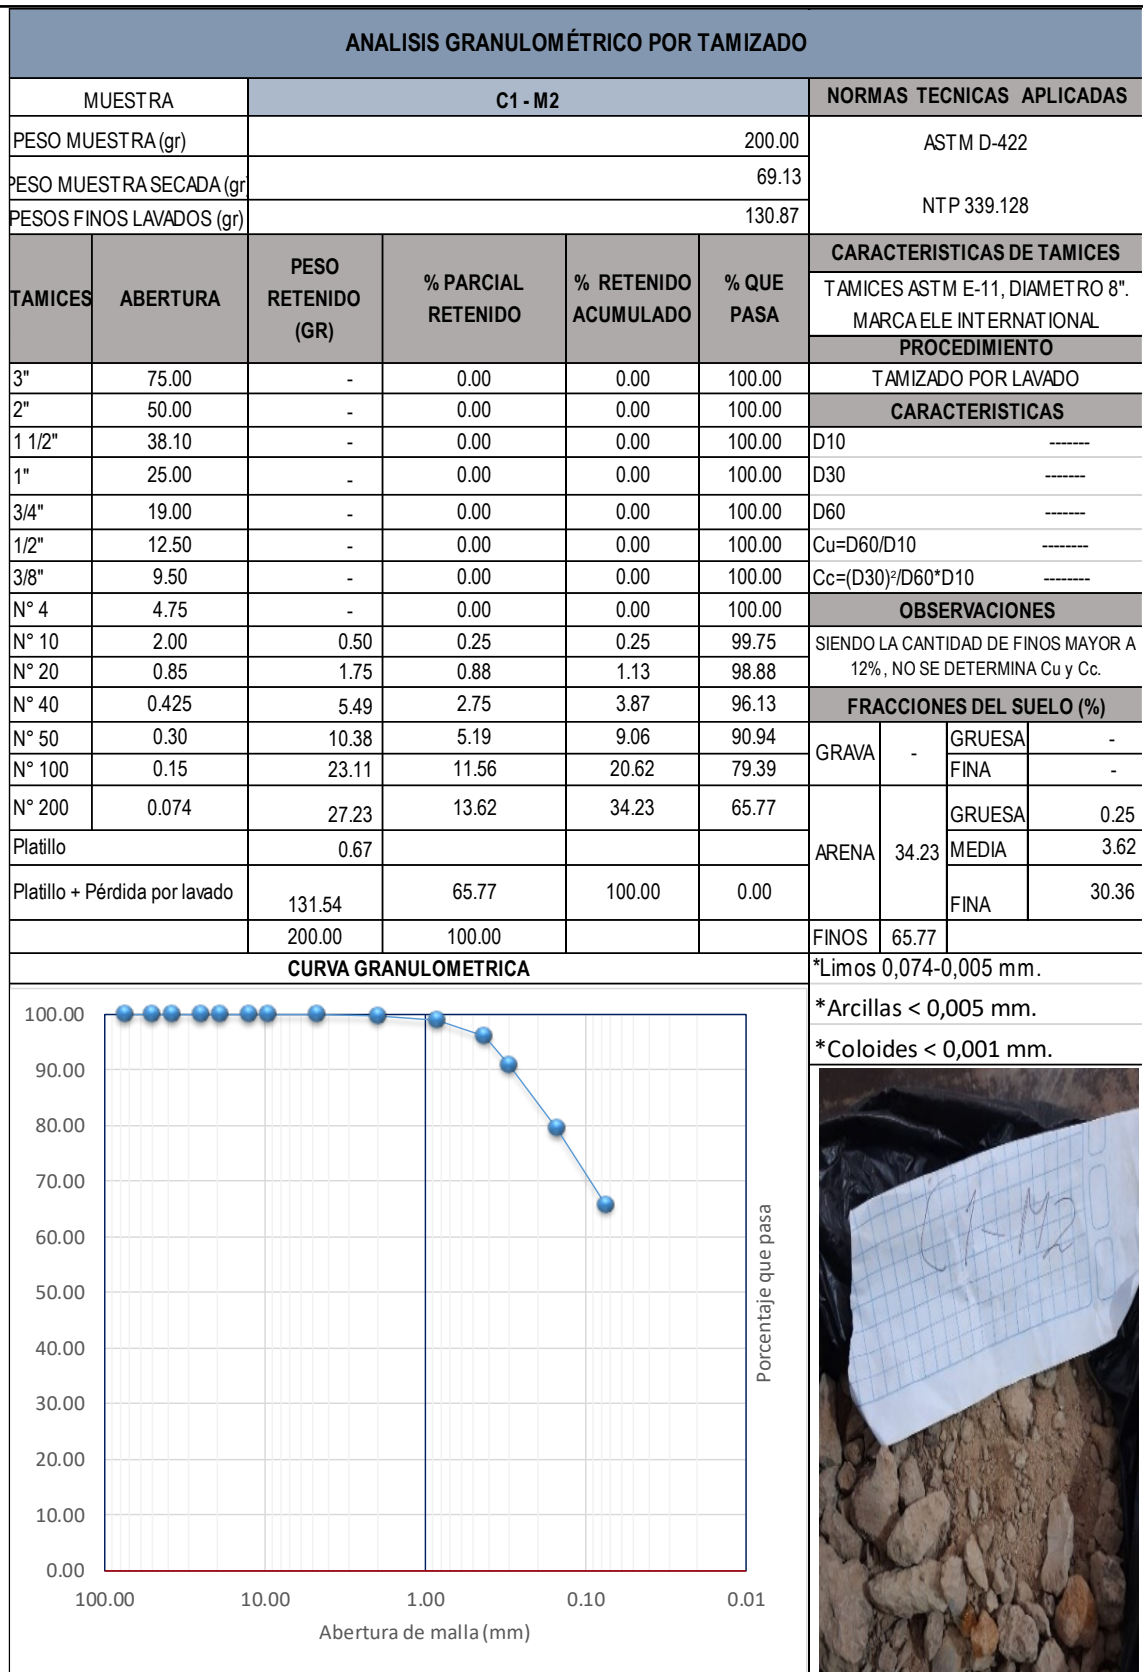 ANALISIS GRANULOMÉTRICO POR TAMIZADO
MUESTRA C1 - M2 NORMAS TECNICAS APLICADAS
PESO MUESTRA (gr) 200.00 ASTM D-422
PESO MUESTRA SECADA (gr) 69.13
PESOS FINOS LAVADOS (gr) 130.87 NTP 339.128
TAMICES ABERTURA PESO RETENIDO (GR) % PARCIAL RETENIDO % RETENIDO ACUMULADO % QUE PASA CARACTERISTICAS DE TAMICES
TAMICES ASTM E-11, DIAMETRO 8".
MARCA ELE INTERNATIONAL
PROCEDIMIENTO
3" 75.00 - 0.00 0.00 100.00 TAMIZADO POR LAVADO
2" 50.00 - 0.00 0.00 100.00 CARACTERISTICAS
1 1/2" 38.10 - 0.00 0.00 100.00 D10 -------
1" 25.00 - 0.00 0.00 100.00 D30 -------
3/4" 19.00 - 0.00 0.00 100.00 D60 -------
1/2" 12.50 - 0.00 0.00 100.00 Cu=D60/D10 --------
3/8" 9.50 - 0.00 0.00 100.00 Cc=(D30)²/D60*D10 --------
N° 4 4.75 - 0.00 0.00 100.00 OBSERVACIONES
N° 10 2.00 0.50 0.25 0.25 99.75 SIENDO LA CANTIDAD DE FINOS MAYOR A
N° 20 0.85 1.75 0.88 1.13 98.88 12%, NO SE DETERMINA Cu y Cc.
N° 40 0.425 5.49 2.75 3.87 96.13 FRACCIONES DEL SUELO (%)
N° 50 0.30 10.38 5.19 9.06 90.94 GRAVA - GRUESA -
N° 100 0.15 23.11 11.56 20.62 79.39 FINA -
N° 200 0.074 27.23 13.62 34.23 65.77 GRUESA 0.25
Platillo 0.67 ARENA 34.23 MEDIA 3.62
Platillo + Pérdida por lavado 131.54 65.77 100.00 0.00 FINA 30.36
200.00 100.00 FINOS 65.77
CURVA GRANULOMETRICA *Limos 0,074-0,005 mm.
*Arcillas < 0,005 mm.
*Coloides < 0,001 mm.
100.00
90.00
80.00
70.00
60.00
50.00
40.00
30.00
20.00
10.00
0.00
100.00 10.00 1.00 0.10 0.01
Abertura de malla (mm)
Porcentaje que pasa
C1-M2